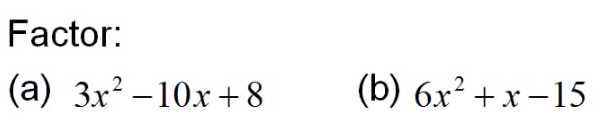 Factor:
(a) 3x² – 10x + 8 (b) 6x² + x – 15